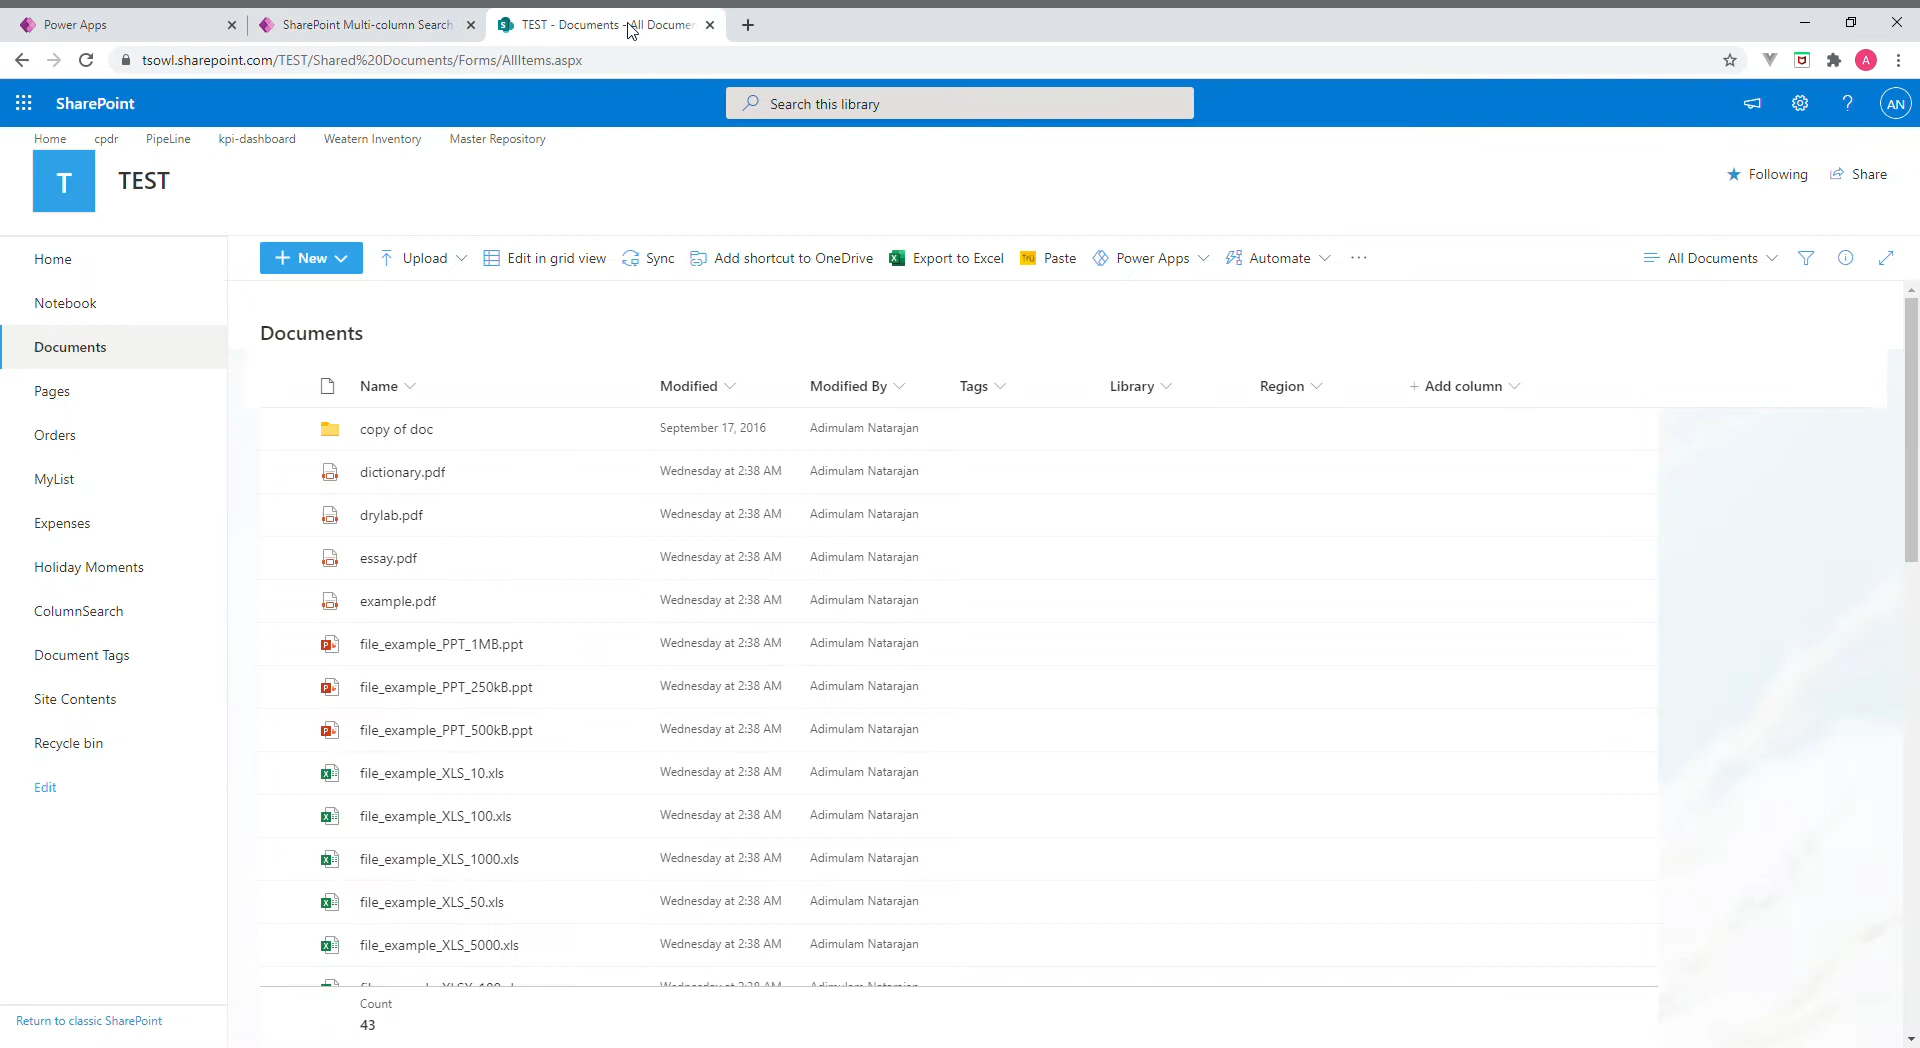 Power Apps
SharePoint Multi-column Search
TEST - Documents - All Documen
tsowl.sharepoint.com/TEST/Shared%20Documents/Forms/AllItems.aspx
A
SharePoint
Search this library
?
AN
Home cpdr PipeLine kpi-dashboard Weatern Inventory Master Repository
T
TEST
Following
Share
Home
Notebook
Documents
Pages
Orders
MyList
Expenses
Holiday Moments
ColumnSearch
Document Tags
Site Contents
Recycle bin
Edit
Return to classic SharePoint
+ New Upload Edit in grid view Sync Add shortcut to OneDrive Export to Excel Paste Power Apps Automate ··· All Documents
Documents
Name Modified Modified By Tags Library Region + Add column
copy of doc September 17, 2016 Adimulam Natarajan
dictionary.pdf Wednesday at 2:38 AM Adimulam Natarajan
drylab.pdf Wednesday at 2:38 AM Adimulam Natarajan
essay.pdf Wednesday at 2:38 AM Adimulam Natarajan
example.pdf Wednesday at 2:38 AM Adimulam Natarajan
file_example_PPT_1MB.ppt Wednesday at 2:38 AM Adimulam Natarajan
file_example_PPT_250kB.ppt Wednesday at 2:38 AM Adimulam Natarajan
file_example_PPT_500kB.ppt Wednesday at 2:38 AM Adimulam Natarajan
file_example_XLS_10.xls Wednesday at 2:38 AM Adimulam Natarajan
file_example_XLS_100.xls Wednesday at 2:38 AM Adimulam Natarajan
file_example_XLS_1000.xls Wednesday at 2:38 AM Adimulam Natarajan
file_example_XLS_50.xls Wednesday at 2:38 AM Adimulam Natarajan
file_example_XLS_5000.xls Wednesday at 2:38 AM Adimulam Natarajan
Count
43